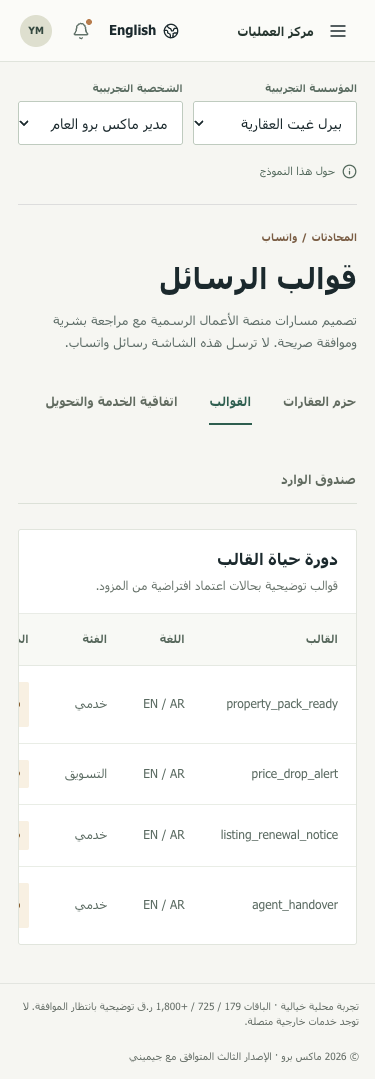 مركز العمليات
English
YM
المؤسسة التجريبية
الشخصية التجريبية
بيرل غيت العقارية
مدير ماكس برو العام
حول هذا النموذج
المحادثات / واتساب
قوالب الرسائل
تصميم مسارات منصة الأعمال الرسمية مع مراجعة بشرية
وموافقة صريحة. لا ترسل هذه الشاشة رسائل واتساب.
حزم العقارات
القوالب
اتفاقية الخدمة والتحويل
صندوق الوارد
دورة حياة القالب
قوالب توضيحية بحالات اعتماد افتراضية من المزود.
القالب
اللغة
الفئة
property_pack_ready
EN / AR
خدمي
price_drop_alert
EN / AR
التسويق
listing_renewal_notice
EN / AR
خدمي
agent_handover
EN / AR
خدمي
تجربة محلية خيالية · الباقات 179 / 725 / +1,800 ر.ق توضيحية بانتظار الموافقة. لا
توجد خدمات خارجية متصلة.
© 2026 ماكس برو · الإصدار الثالث المتوافق مع جيميني